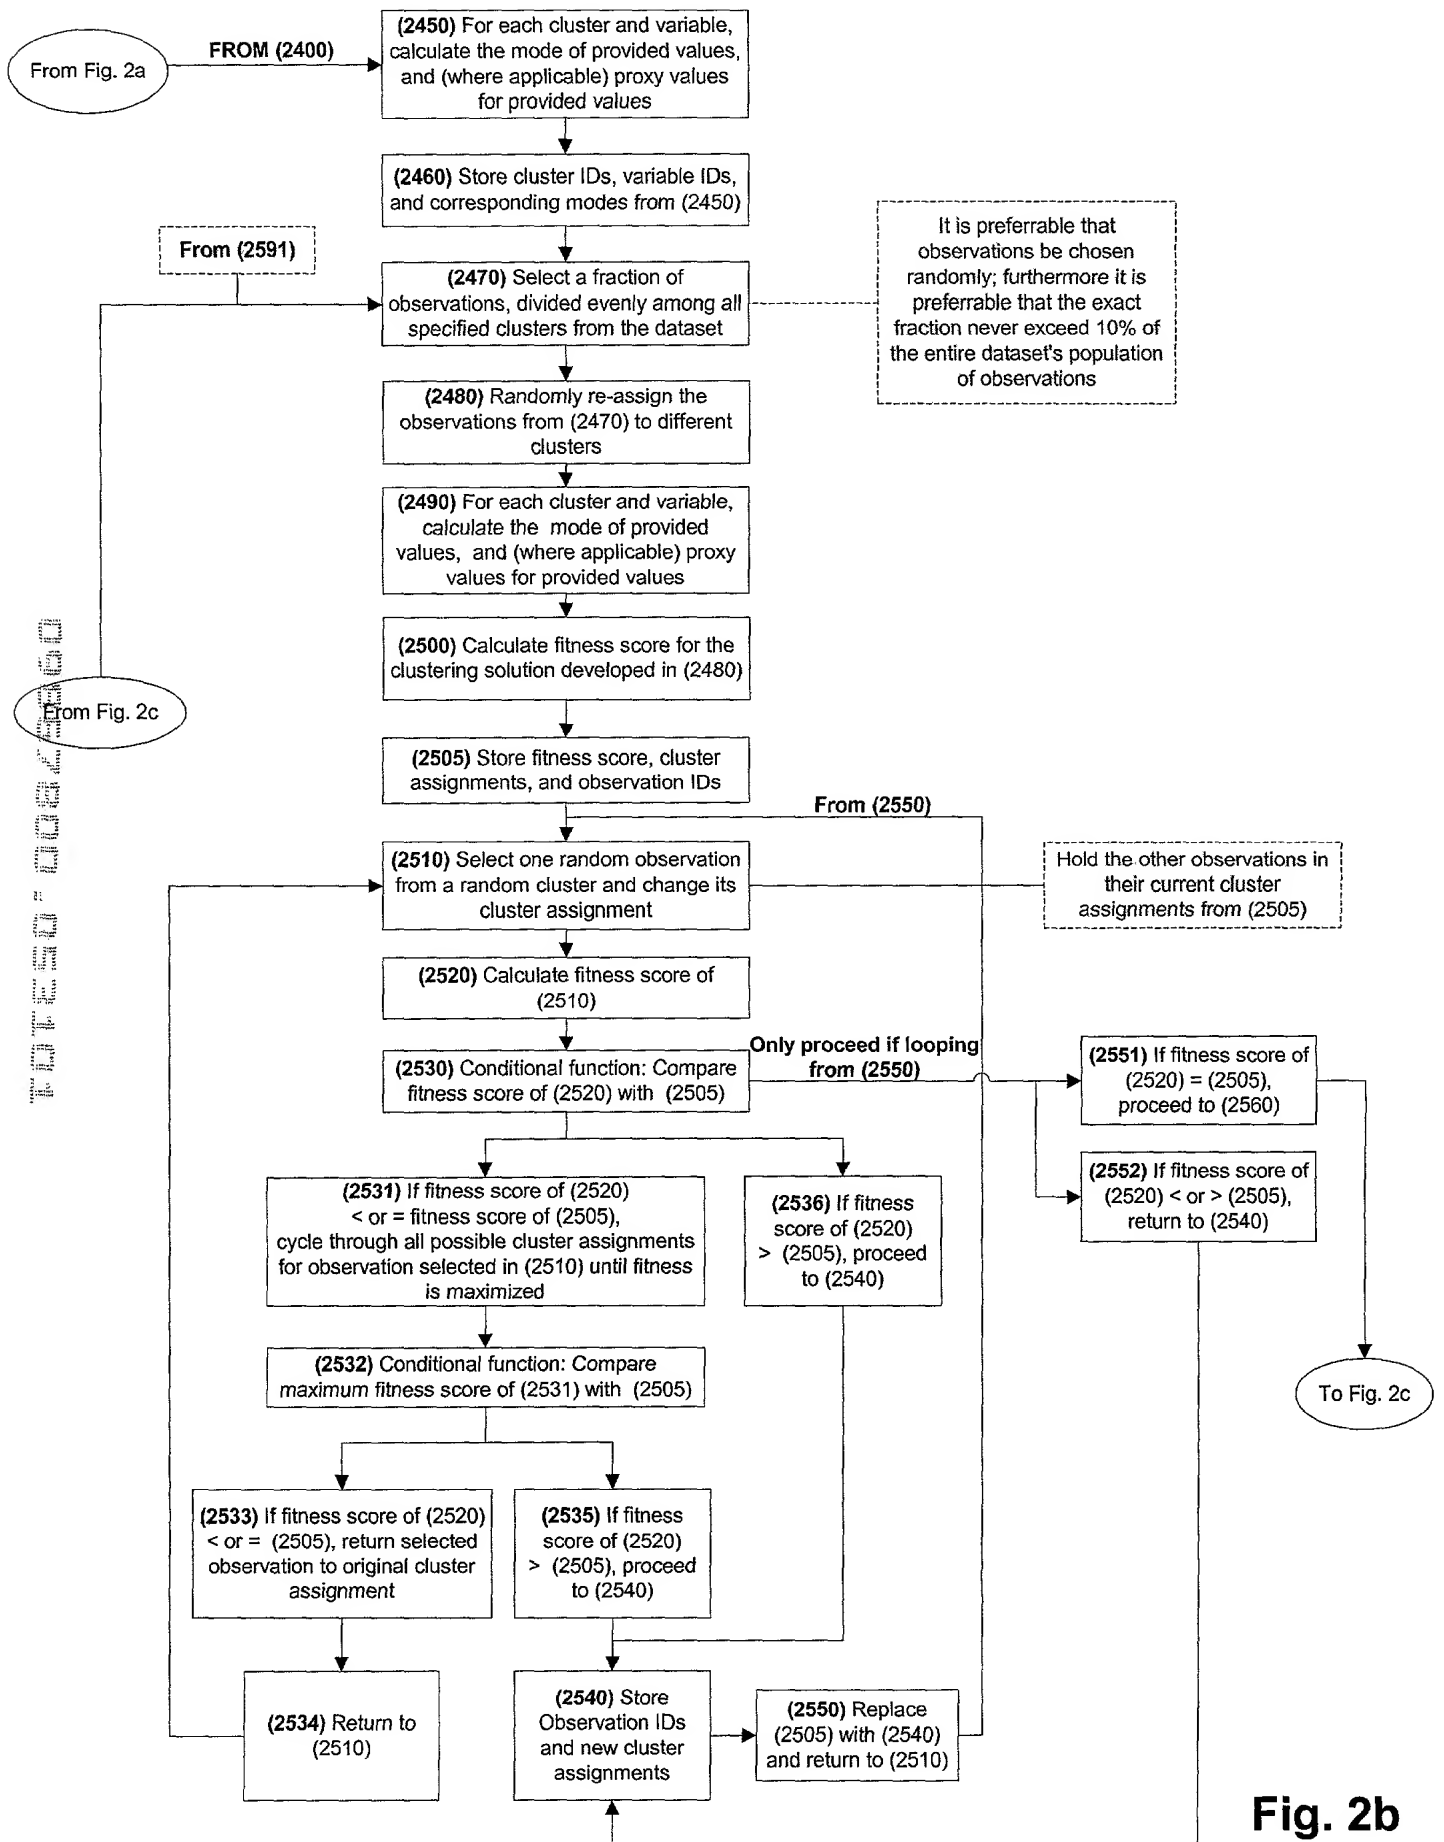 From Fig. 2a
FROM (2400)
(2450) For each cluster and variable,
calculate the mode of provided values,
and (where applicable) proxy values
for provided values
(2460) Store cluster IDs, variable IDs,
and corresponding modes from (2450)
From (2591)
(2470) Select a fraction of
observations, divided evenly among all
specified clusters from the dataset
It is preferrable that
observations be chosen
randomly; furthermore it is
preferrable that the exact
fraction never exceed 10% of
the entire dataset's population
of observations
(2480) Randomly re-assign the
observations from (2470) to different
clusters
(2490) For each cluster and variable,
calculate the mode of provided
values, and (where applicable) proxy
values for provided values
(2500) Calculate fitness score for the
clustering solution developed in (2480)
From Fig. 2c
(2505) Store fitness score, cluster
assignments, and observation IDs
From (2550)
(2510) Select one random observation
from a random cluster and change its
cluster assignment
Hold the other observations in
their current cluster
assignments from (2505)
(2520) Calculate fitness score of
(2510)
(2530) Conditional function: Compare
fitness score of (2520) with (2505)
Only proceed if looping
from (2550)
(2551) If fitness score of
(2520) = (2505),
proceed to (2560)
(2552) If fitness score of
(2520) < or > (2505),
return to (2540)
(2531) If fitness score of (2520)
< or = fitness score of (2505),
cycle through all possible cluster assignments
for observation selected in (2510) until fitness
is maximized
(2536) If fitness
score of (2520)
> (2505), proceed
to (2540)
(2532) Conditional function: Compare
maximum fitness score of (2531) with (2505)
To Fig. 2c
(2533) If fitness score of (2520)
< or = (2505), return selected
observation to original cluster
assignment
(2535) If fitness
score of (2520)
> (2505), proceed
to (2540)
(2534) Return to
(2510)
(2540) Store
Observation IDs
and new cluster
assignments
(2550) Replace
(2505) with (2540)
and return to (2510)
Fig. 2b